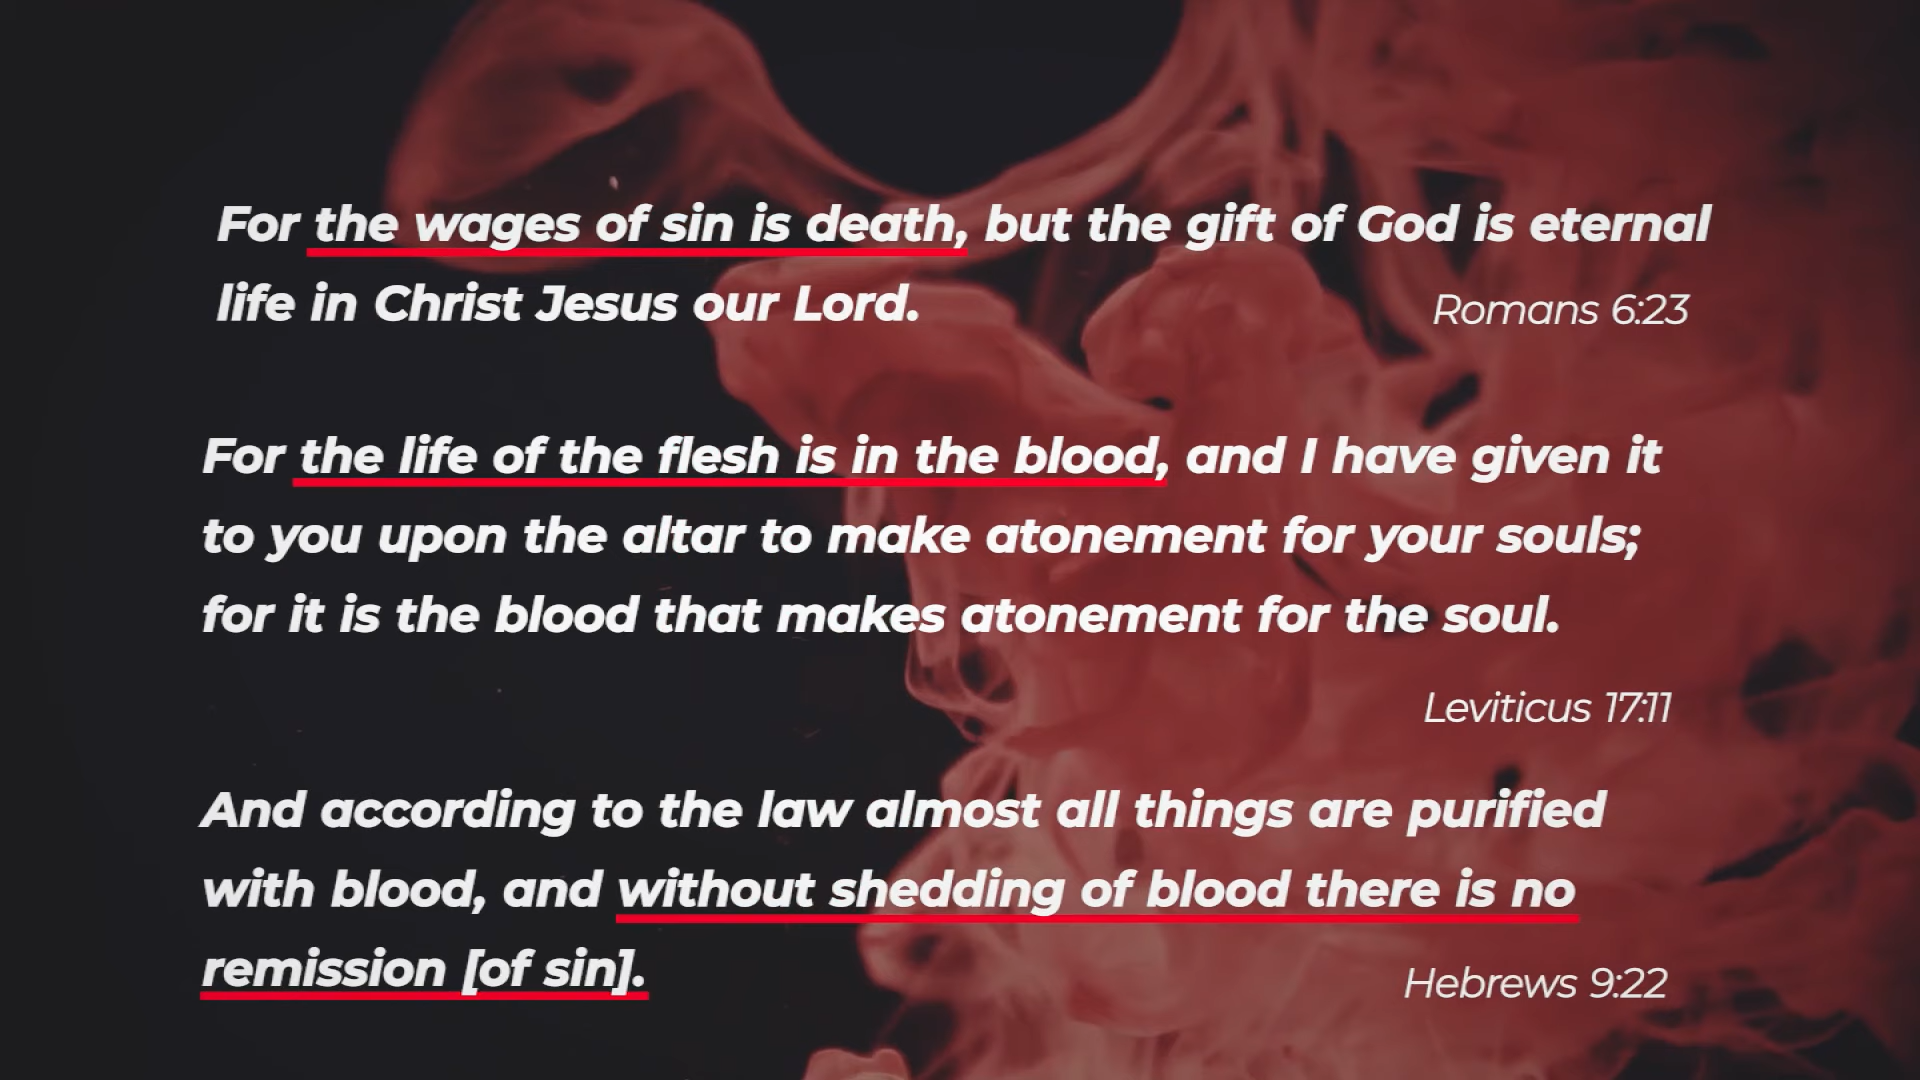 For the wages of sin is death, but the gift of God is eternal
life in Christ Jesus our Lord.
Romans 6:23
For the life of the flesh is in the blood, and I have given it
to you upon the altar to make atonement for your souls;
for it is the blood that makes atonement for the soul.
Leviticus 17:11
And according to the law almost all things are purified
with blood, and without shedding of blood there is no
remission [of sin].
Hebrews 9:22